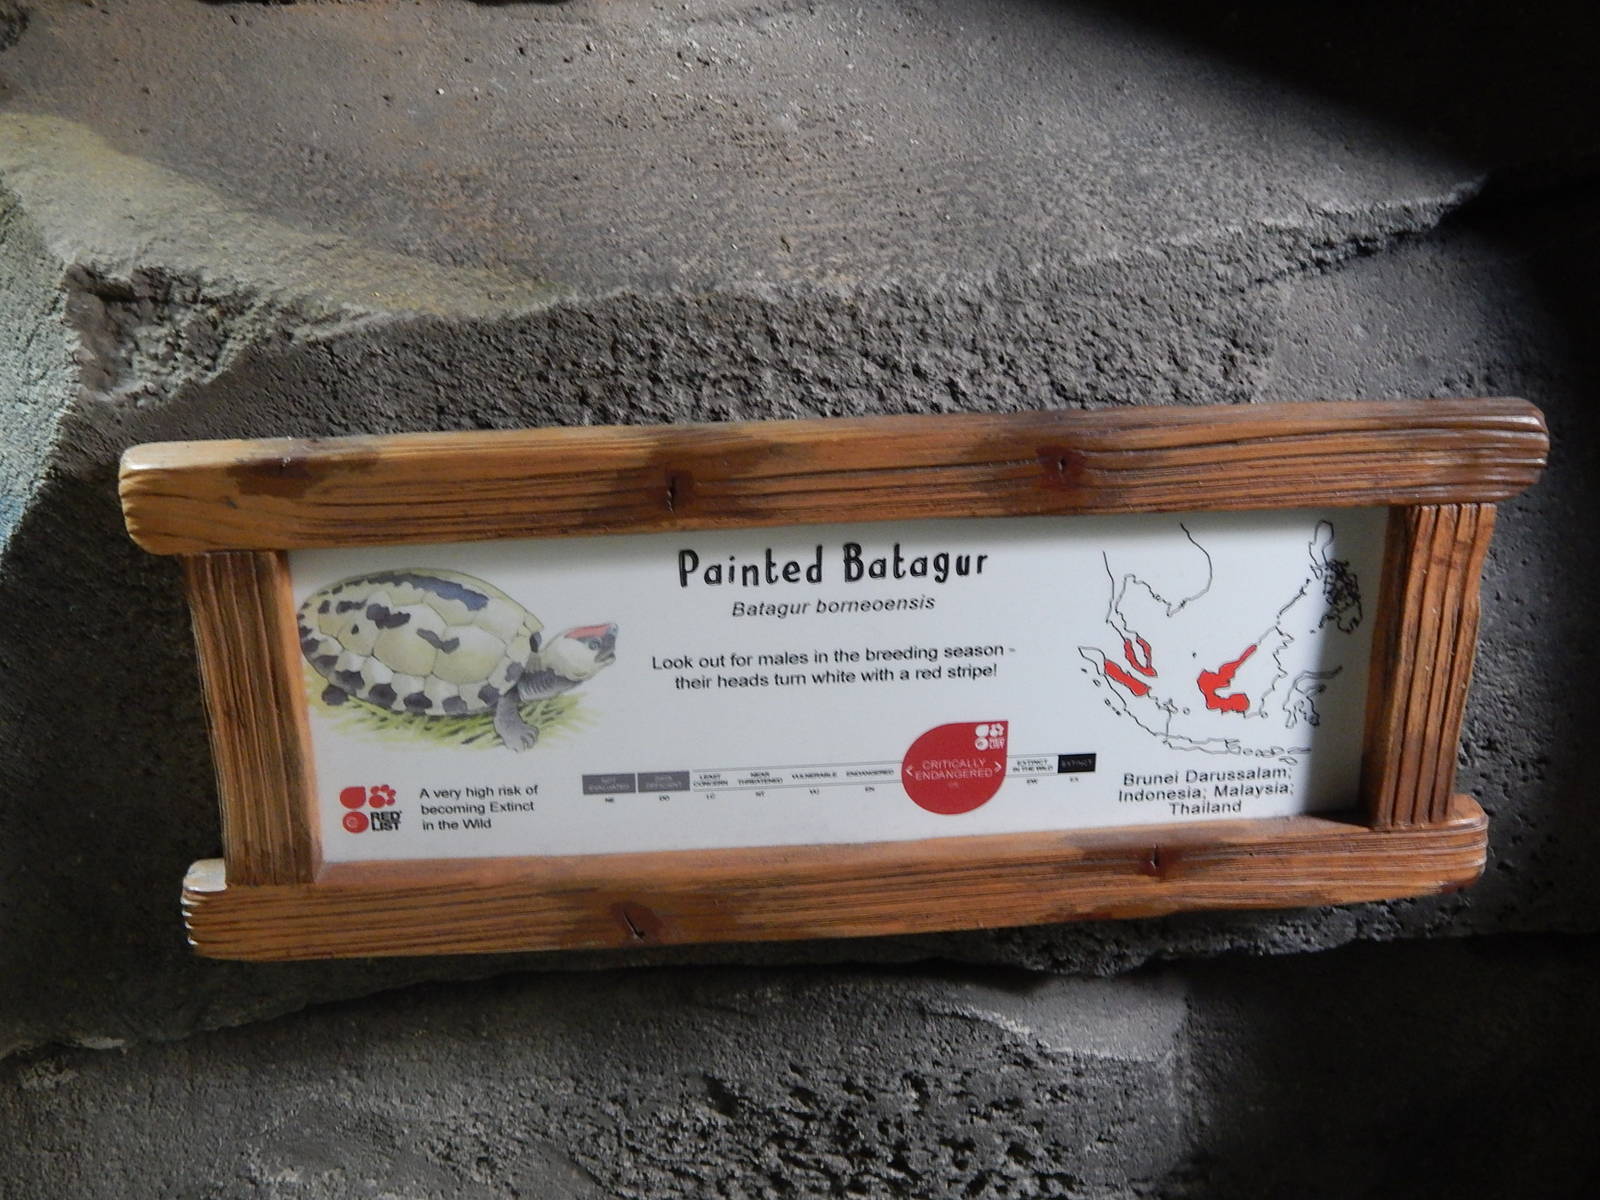 Painted Batagur
Batagur borneoensis
Look out for males in the breeding season -
their heads turn white with a red stripe!
RED
LIST
A very high risk of
becoming Extinct
in the Wild
NOT
EVALUATED
NE
DATA
DEFICIENT
DD
LEAST
CONCERN
LC
NEAR
THREATENED
NT
VULNERABLE
VU
ENDANGERED
EN
RED
LIST
CRITICALLY
ENDANGERED
CR
EXTINCT
IN THE WILD
EW
EXTINCT
EX
Brunei Darussalam;
Indonesia; Malaysia;
Thailand